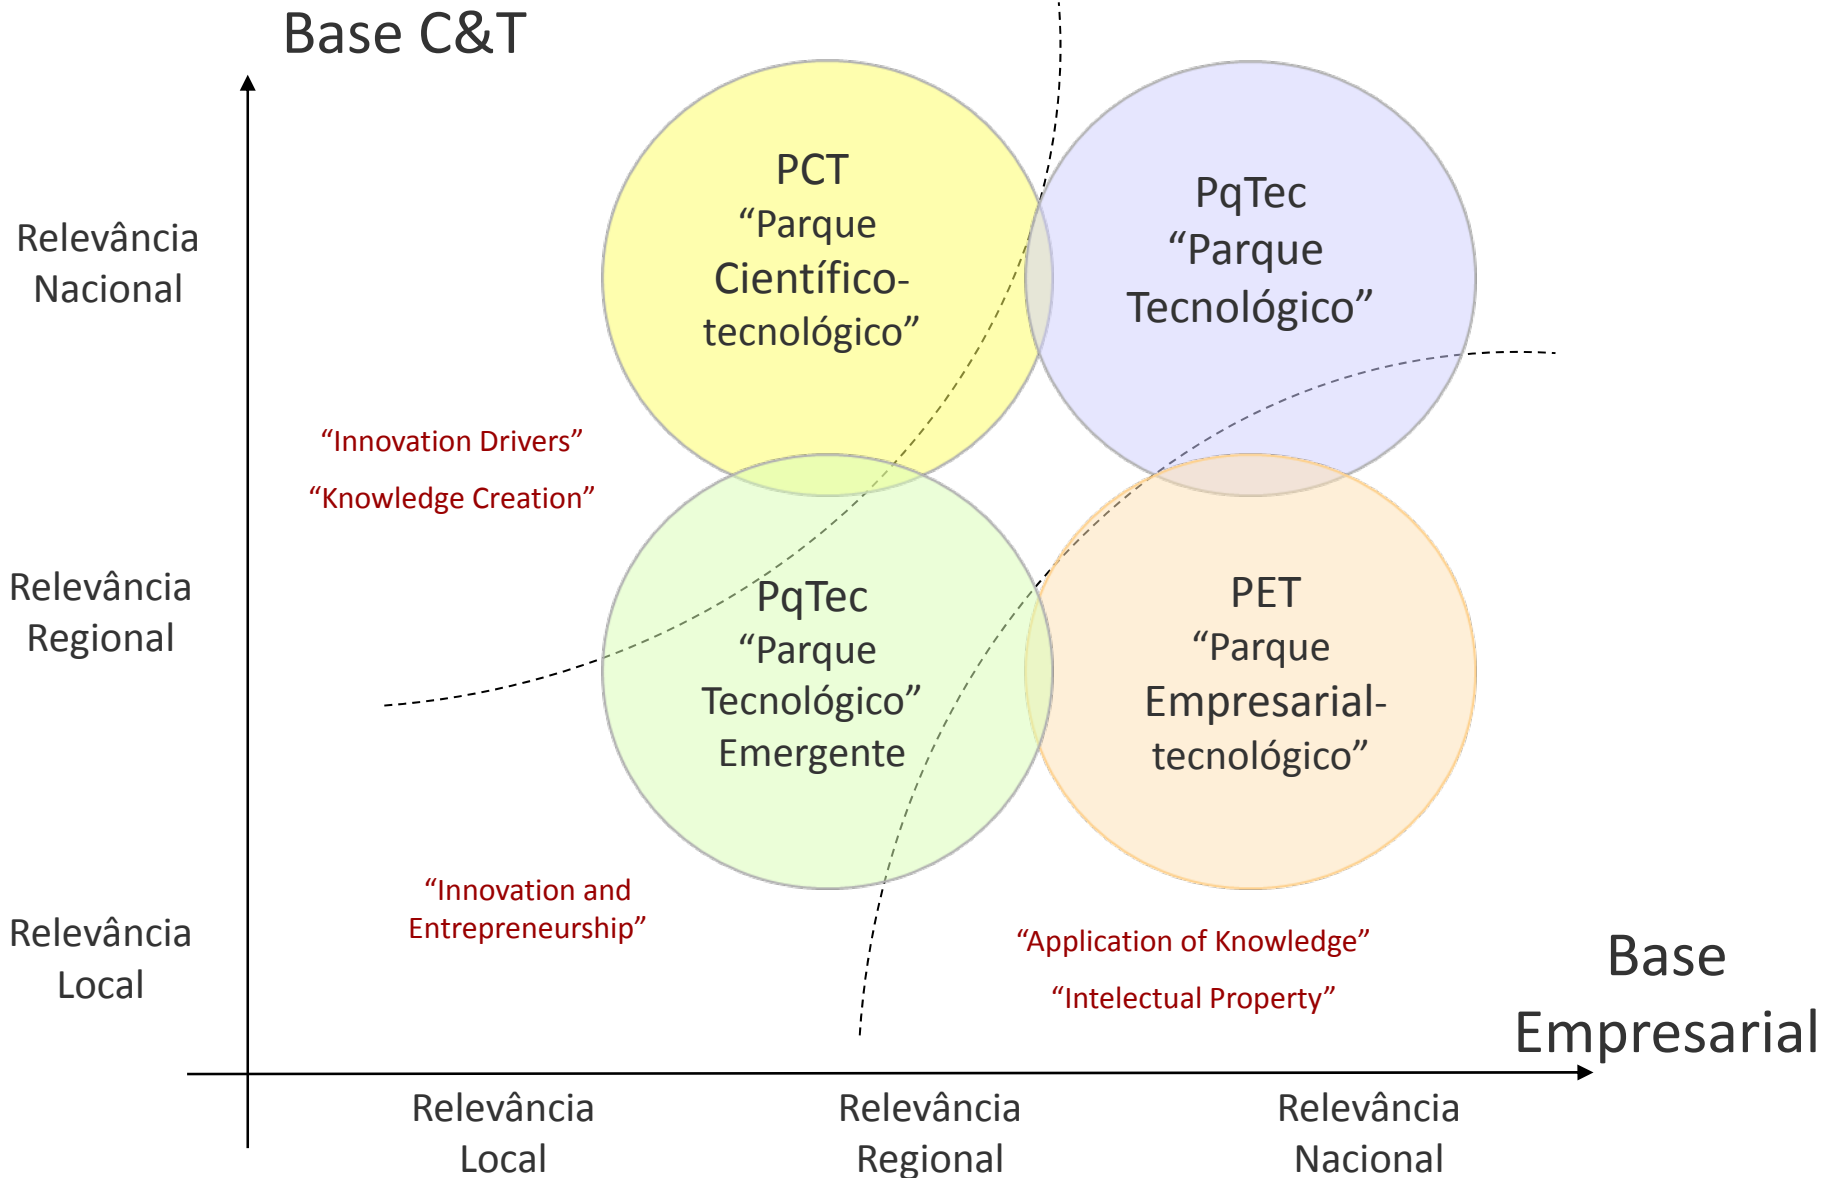 Base C&T
PCT
“Parque
Científico-
tecnológico”
PqTec
“Parque
Tecnológico”
Relevância
Nacional
“Innovation Drivers”
“Knowledge Creation”
Relevância
Regional
PqTec
“Parque
Tecnológico”
Emergente
PET
“Parque
Empresarial-
tecnológico”
Relevância
Local
“Innovation and
Entrepreneurship”
“Application of Knowledge”
“Intelectual Property”
Base
Empresarial
Relevância
Local
Relevância
Regional
Relevância
Nacional